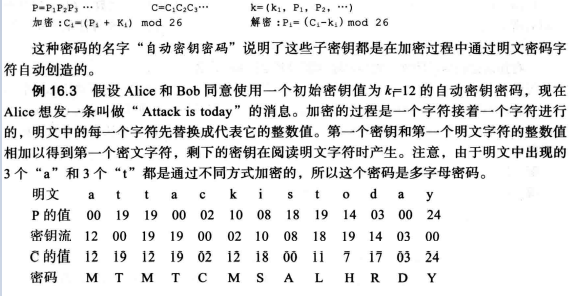 P=P₁P₂P₃ ⋯ C=C₁C₂C₃⋯ k=(k₁, P₁, P₂, ⋯,)
加密:Cᵢ=(Pᵢ + Kᵢ) mod 26 解密:Pᵢ= (Cᵢ-kᵢ) mod 26
这种密码的名字“自动密钥密码”说明了这些子密钥都是在加密过程中通过明文密码字
符自动创造的。
例 16.3 假设 Alice 和 Bob 同意使用一个初始密钥值为 k₁=12 的自动密钥密码,现在
Alice 想发一条叫做“ Attack is today”的消息。加密的过程是一个字符接着一个字符进行
的,明文中的每一个字符先替换成代表它的整数值。第一个密钥和第一个明文字符的整数值
相加以得到第一个密文字符,剩下的密钥在阅读明文字符时产生。注意,由于明文中出现的
3 个“a”和 3 个“t”都是通过不同方式加密的,所以这个密码是多字母密码。
明文 a t t a c k i s t o d a y
P 的值 00 19 19 00 02 10 08 18 19 14 03 00 24
密钥流 12 00 19 19 00 02 10 08 18 19 14 03 00
C 的值 12 19 12 19 02 12 18 00 11 7 17 03 24
密码 M T M T C M S A L H R D Y